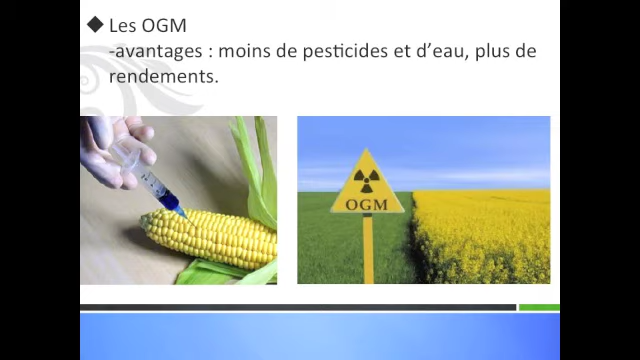 Les OGM
-avantages : moins de pesticides et d’eau, plus de
rendements.
OGM